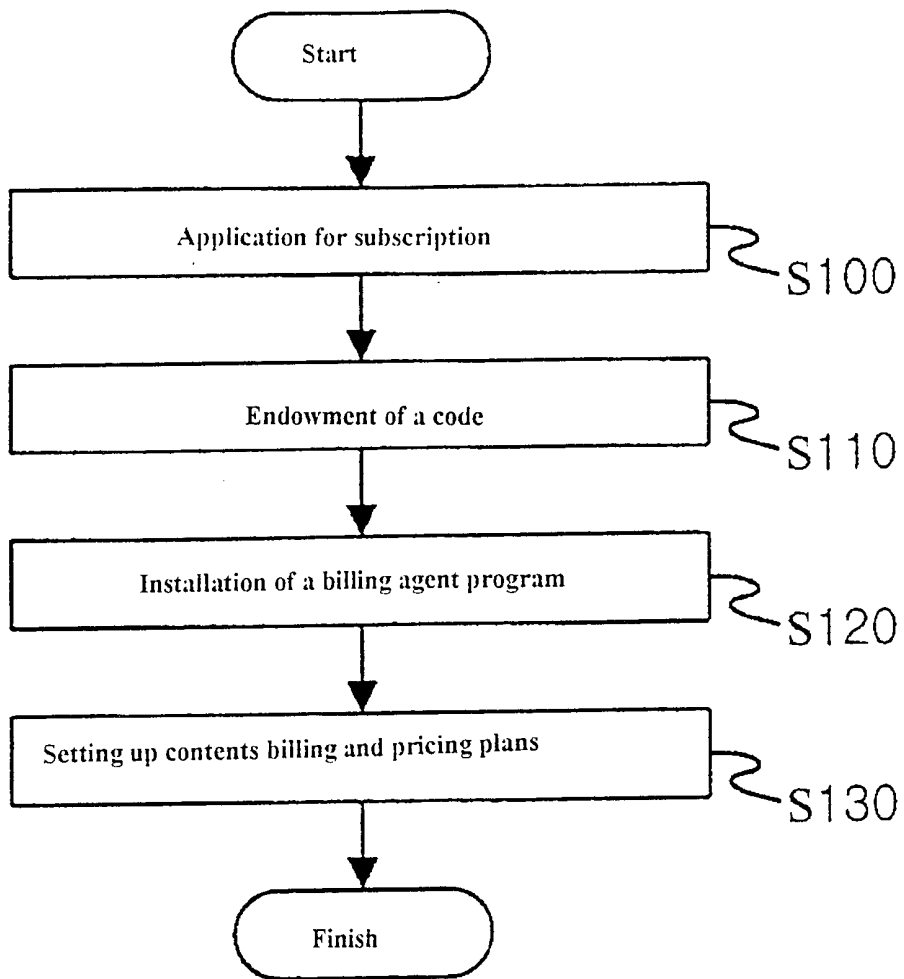 Start
Application for subscription
S100
Endowment of a code
S110
Installation of a billing agent program
S120
Setting up contents billing and pricing plans
S130
Finish